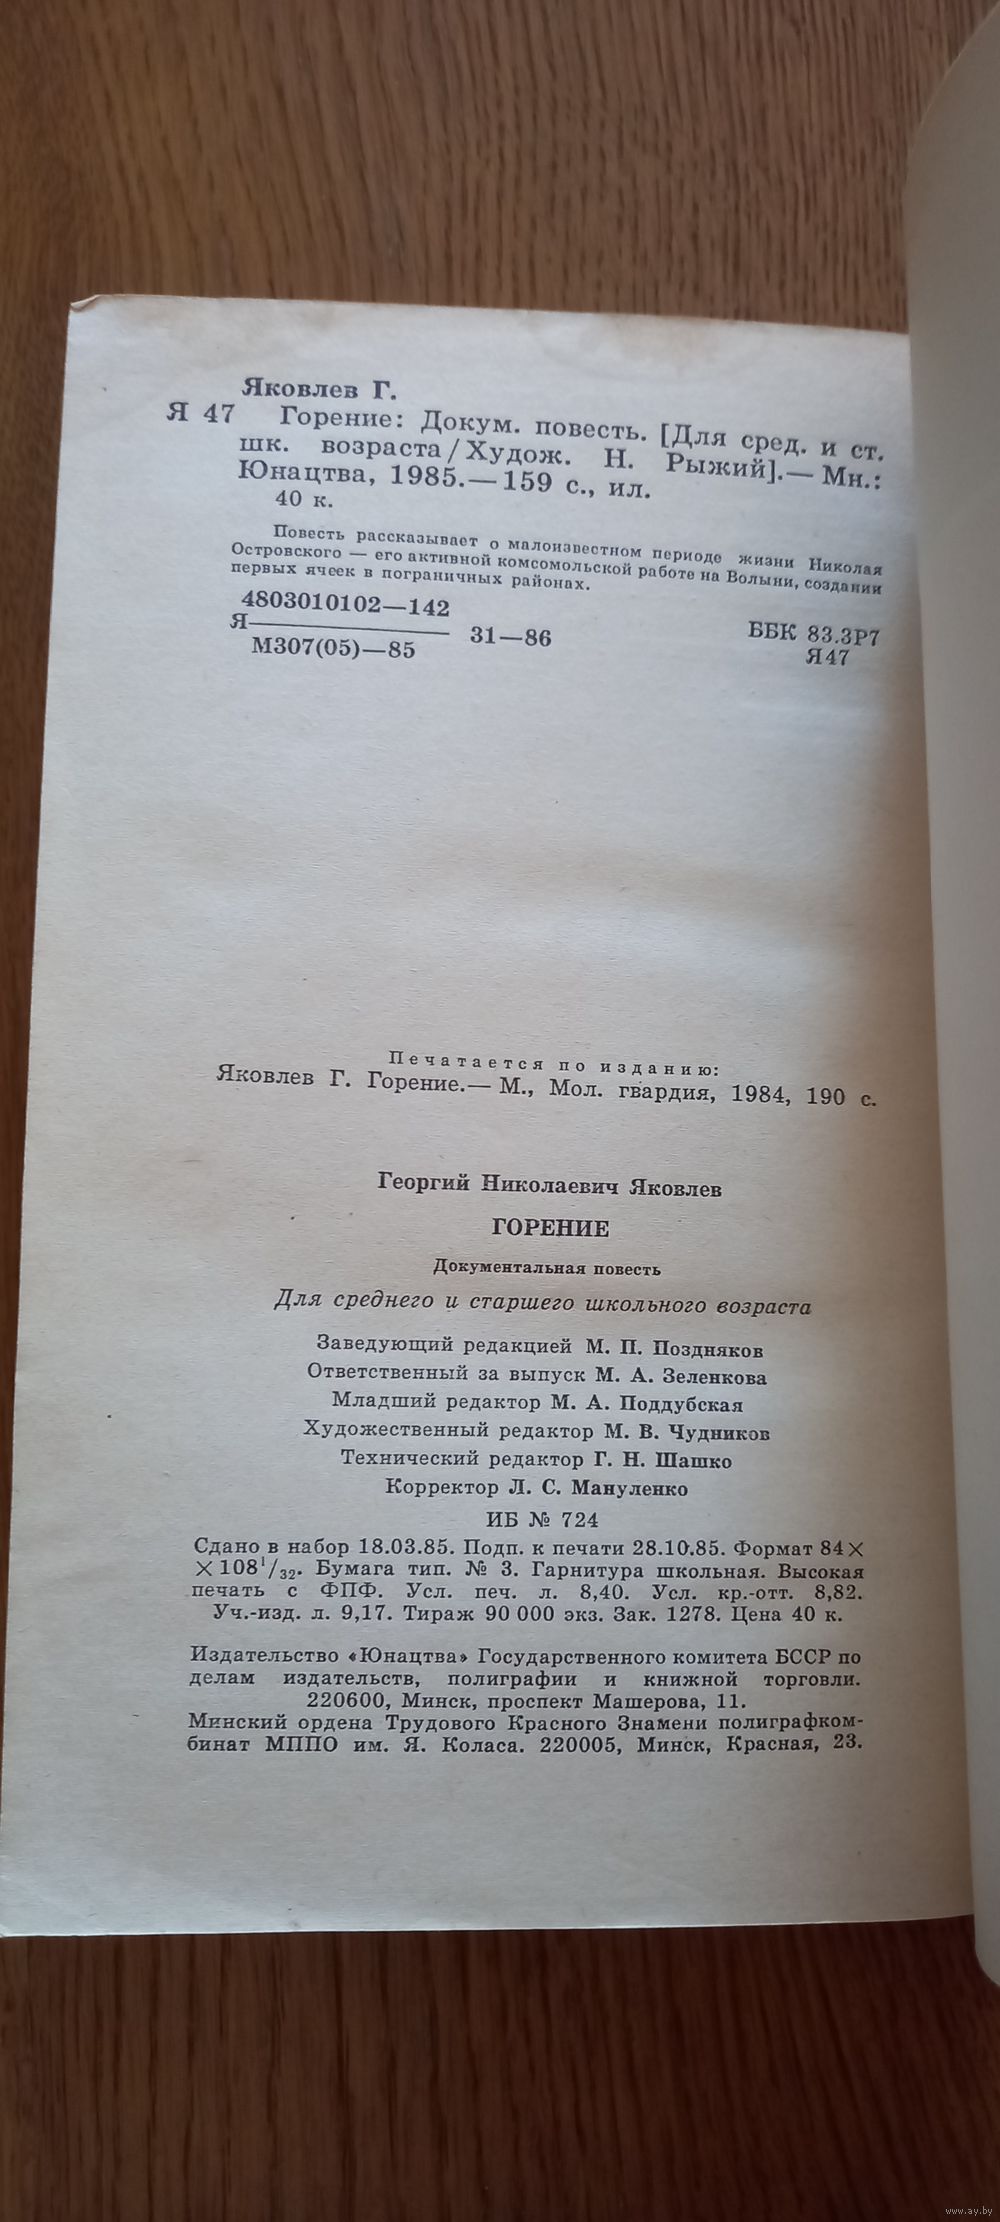 Яковлев Г.
Я 47 Горение: Докум. повесть. [Для сред. и ст.
шк. возраста / Худож. Н. Рыжий].— Мн.:
Юнацтва, 1985.— 159 с., ил.
40 к.
Повесть рассказывает о малоизвестном периоде жизни Николая
Островского — его активной комсомольской работе на Волыни, создании
первых ячеек в пограничных районах.
4803010102—142
Я 31—86 ББК 83.3Р7
М307(05)—85 Я47
Печатается по изданию:
Яковлев Г. Горение.— М., Мол. гвардия, 1984, 190 с.
Георгий Николаевич Яковлев
ГОРЕНИЕ
Документальная повесть
Для среднего и старшего школьного возраста
Заведующий редакцией М. П. Поздняков
Ответственный за выпуск М. А. Зеленкова
Младший редактор М. А. Поддубская
Художественный редактор М. В. Чудников
Технический редактор Г. Н. Шашко
Корректор Л. С. Мануленко
ИБ № 724
Сдано в набор 18.03.85. Подп. к печати 28.10.85. Формат 84×
×108¹/₃₂. Бумага тип. № 3. Гарнитура школьная. Высокая
печать с ФПФ. Усл. печ. л. 8,40. Усл. кр.-отт. 8,82.
Уч.-изд. л. 9,17. Тираж 90 000 экз. Зак. 1278. Цена 40 к.
Издательство «Юнацтва» Государственного комитета БССР по
делам издательств, полиграфии и книжной торговли.
220600, Минск, проспект Машерова, 11.
Минский ордена Трудового Красного Знамени полиграфком-
бинат МППО им. Я. Коласа. 220005, Минск, Красная, 23.
www.ay.by